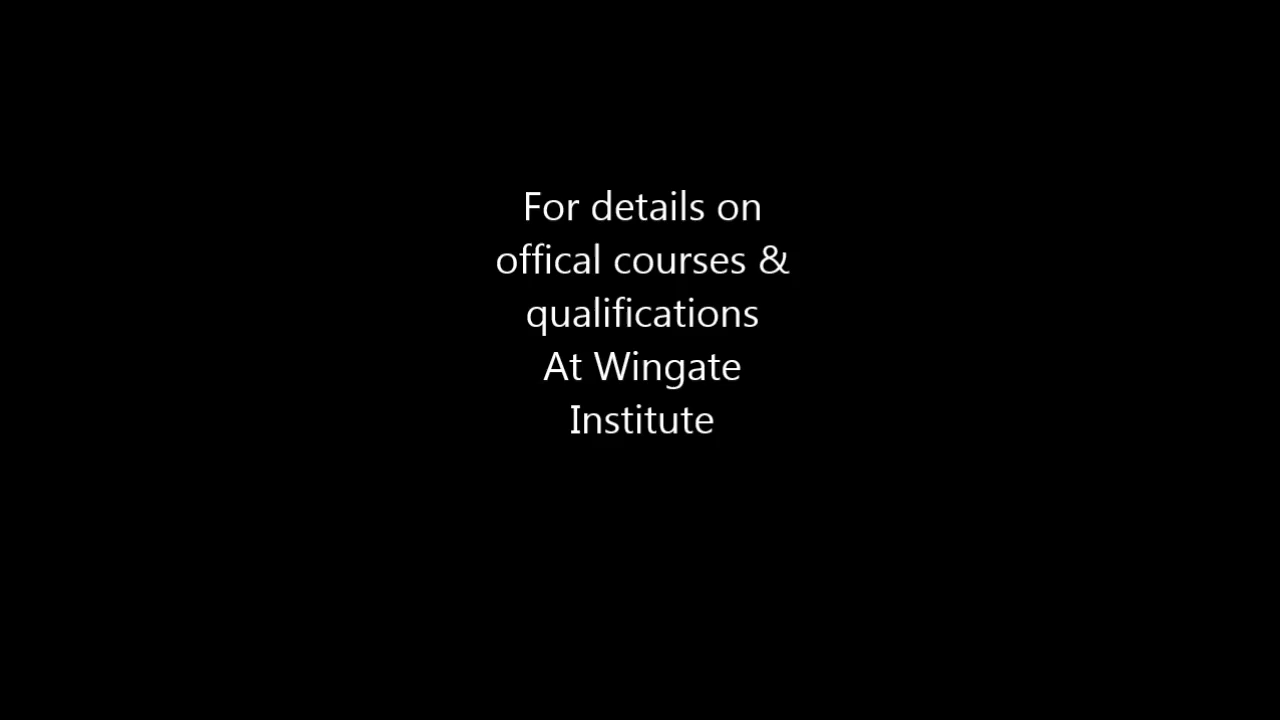 For details on
offical courses &
qualifications
At Wingate
Institute